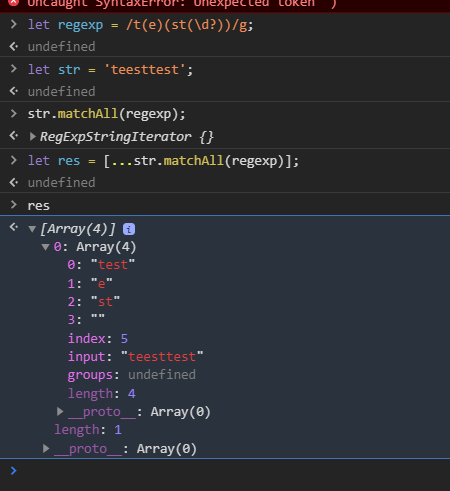 Uncaught SyntaxError: Unexpected token ')'
> let regexp = /t(e)(st(\d?))/g;
undefined
> let str = 'teesttest';
undefined
> str.matchAll(regexp);
▶ RegExpStringIterator {}
> let res = [...str.matchAll(regexp)];
undefined
> res
▼ [Array(4)] i
▼ 0: Array(4)
0: "test"
1: "e"
2: "st"
3: ""
index: 5
input: "teesttest"
groups: undefined
length: 4
▶ __proto__: Array(0)
length: 1
▶ __proto__: Array(0)
>